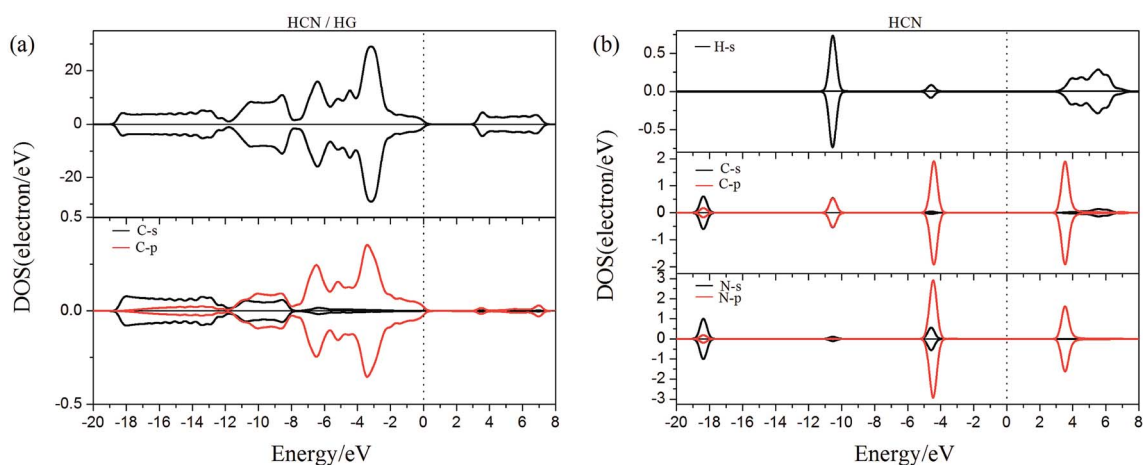 HCN / HG
(a)
20
0
-20
0.5
C-s
C-p
0.0
-0.5
DOS(electron/eV)
-20 -18 -16 -14 -12 -10 -8 -6 -4 -2 0 2 4 6 8
Energy/eV
HCN
(b)
H-s
0.5
0.0
-0.5
2
C-s
C-p
1
0
-1
2
3
N-s
N-p
2
1
0
-1
-2
-3
DOS(electron/eV)
-20 -18 -16 -14 -12 -10 -8 -6 -4 -2 0 2 4 6 8
Energy/eV